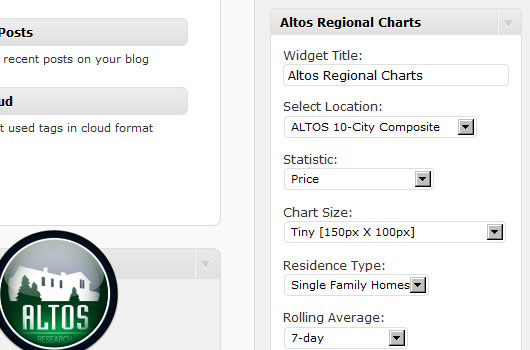 Posts
recent posts on your blog
ud
t used tags in cloud format
ALTOS
RESEARCH
Altos Regional Charts
Widget Title:
Altos Regional Charts
Select Location:
ALTOS 10-City Composite
Statistic:
Price
Chart Size:
Tiny [150px X 100px]
Residence Type:
Single Family Homes
Rolling Average:
7-day